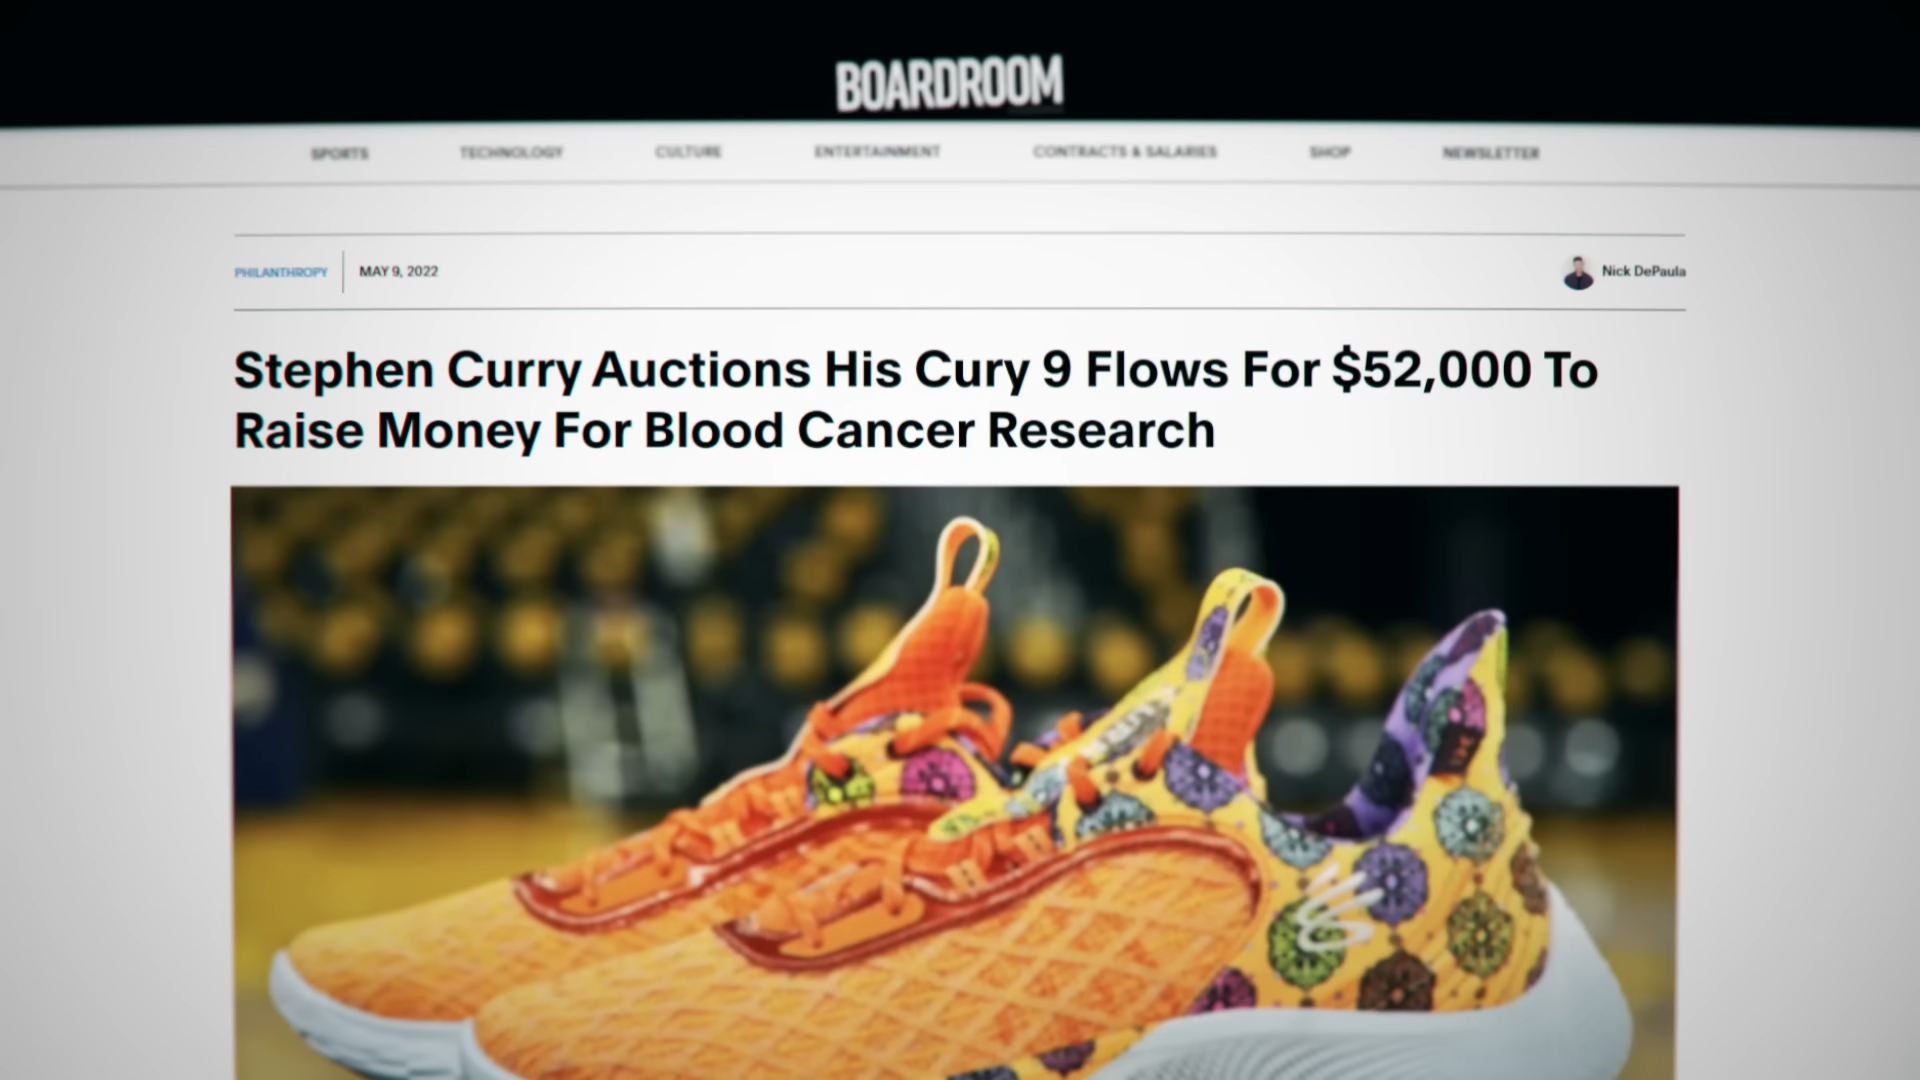 BOARDROOM
SPORTS TECHNOLOGY CULTURE ENTERTAINMENT CONTRACTS & SALARIES SHOP NEWSLETTER
PHILANTHROPY MAY 9, 2022 Nick DePaula
Stephen Curry Auctions His Cury 9 Flows For $52,000 To
Raise Money For Blood Cancer Research